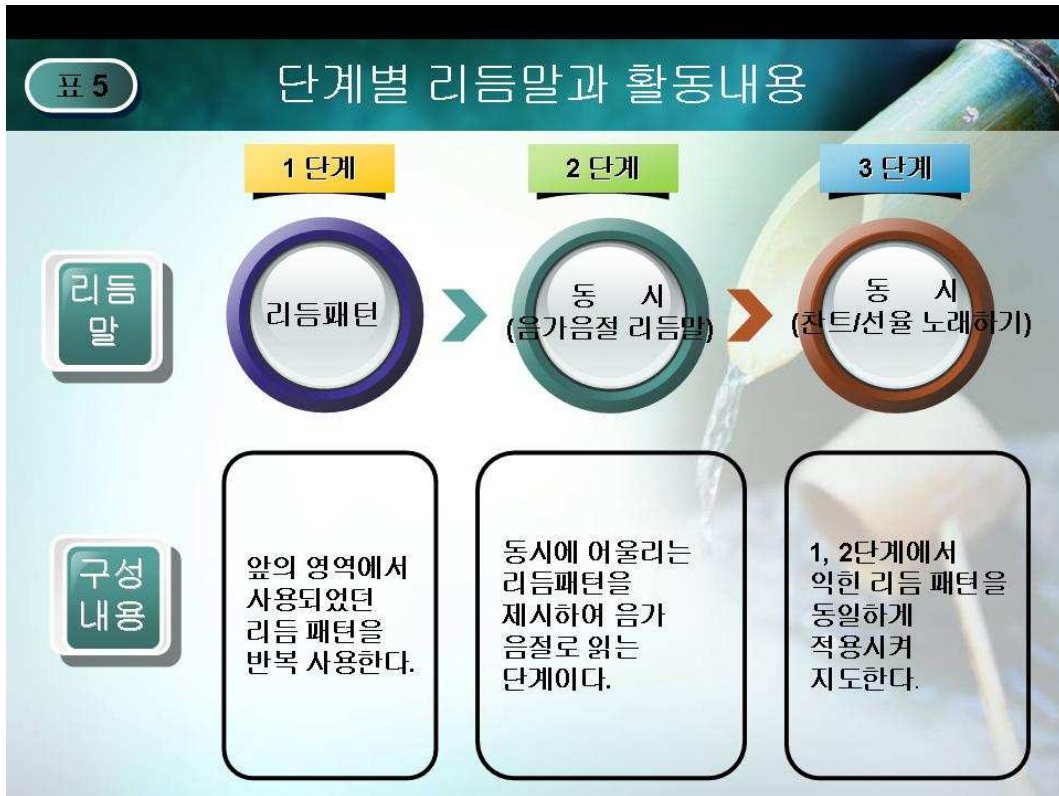 표 5
단계별 리듬말과 활동내용
1 단계
2 단계
3 단계
리듬
말
리듬패턴
동 시
(음가음절 리듬말)
동 시
(찬트/선율 노래하기)
구성
내용
앞의 영역에서
사용되었던
리듬 패턴을
반복 사용한다.
동시에 어울리는
리듬패턴을
제시하여 음가
음절로 읽는
단계이다.
1, 2단계에서
익힌 리듬 패턴을
동일하게
적용시켜
지도한다.